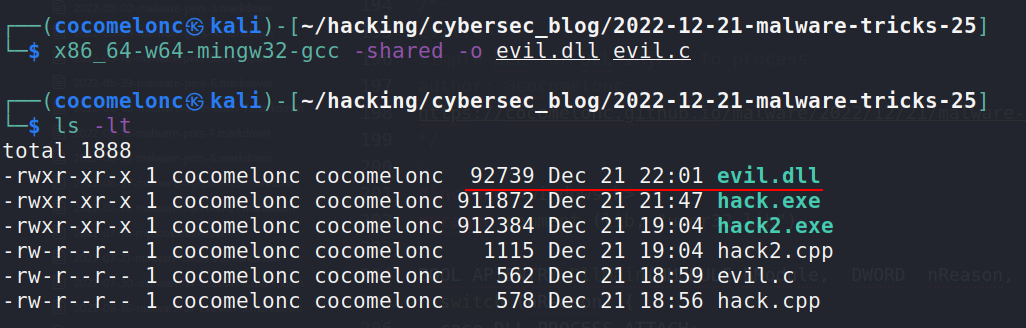 ┌──(cocomelonc㉿kali)-[~/hacking/cybersec_blog/2022-12-21-malware-tricks-25]
└─$ x86_64-w64-mingw32-gcc -shared -o evil.dll evil.c
┌──(cocomelonc㉿kali)-[~/hacking/cybersec_blog/2022-12-21-malware-tricks-25]
└─$ ls -lt
total 1888
-rwxr-xr-x 1 cocomelonc cocomelonc  92739 Dec 21 22:01 evil.dll
-rwxr-xr-x 1 cocomelonc cocomelonc 911872 Dec 21 21:47 hack.exe
-rwxr-xr-x 1 cocomelonc cocomelonc 912384 Dec 21 19:04 hack2.exe
-rw-r--r-- 1 cocomelonc cocomelonc   1115 Dec 21 19:04 hack2.cpp
-rw-r--r-- 1 cocomelonc cocomelonc    562 Dec 21 18:59 evil.c
-rw-r--r-- 1 cocomelonc cocomelonc    578 Dec 21 18:56 hack.cpp